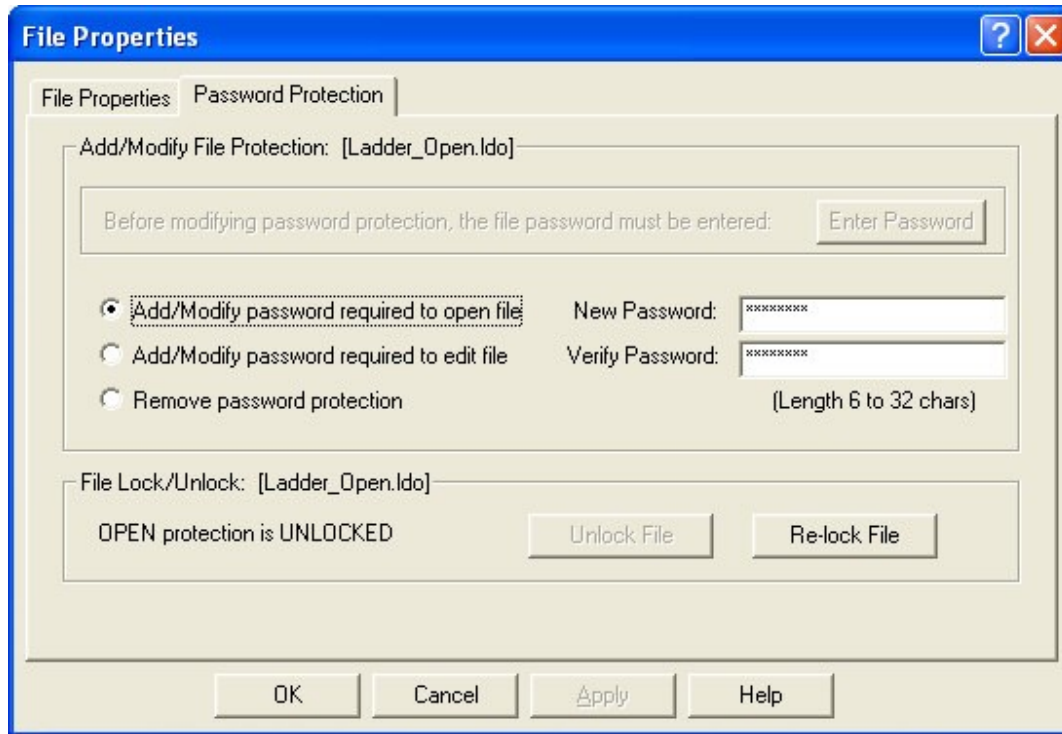 File Properties
File Properties Password Protection
Add/Modify File Protection: [Ladder_Open.ldo]
Before modifying password protection, the file password must be entered: Enter Password
Add/Modify password required to open file New Password: ********
Add/Modify password required to edit file Verify Password: ********
Remove password protection (Length 6 to 32 chars)
File Lock/Unlock: [Ladder_Open.ldo]
OPEN protection is UNLOCKED Unlock File Re-lock File
OK Cancel Apply Help